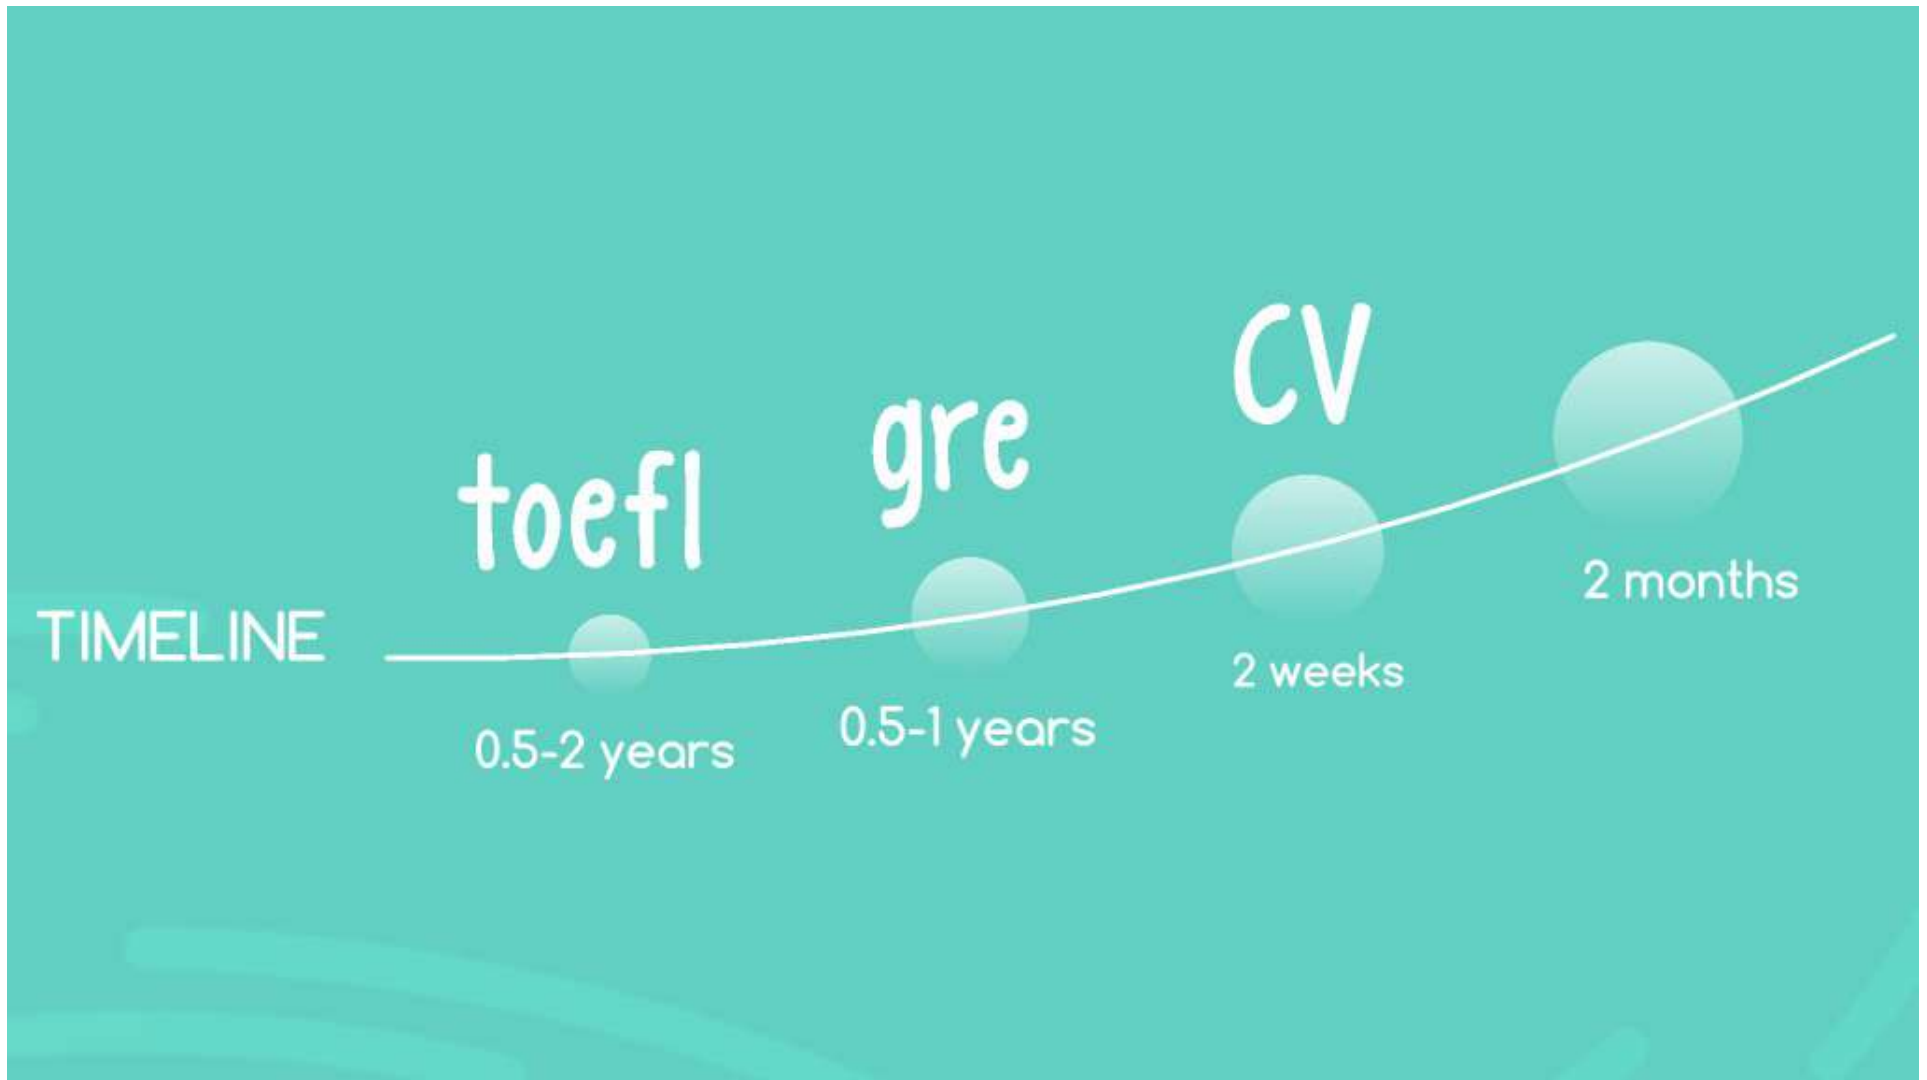 TIMELINE
toefl
0.5-2 years
gre
0.5-1 years
CV
2 weeks
2 months